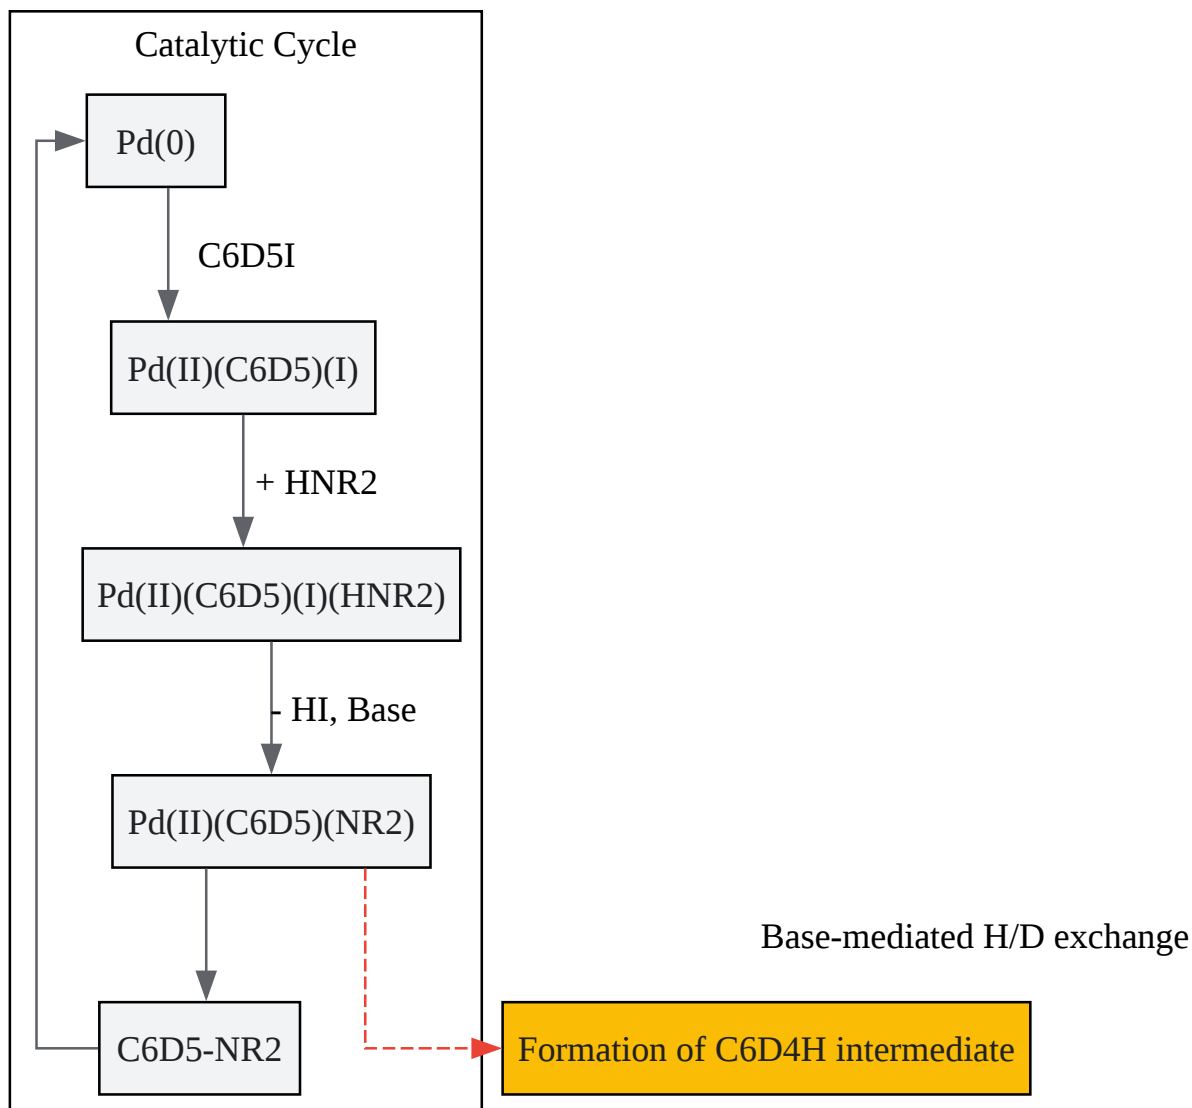 Catalytic Cycle
Pd(0)
C6D5I
Pd(II)(C6D5)(I)
+ HNR2
Pd(II)(C6D5)(I)(HNR2)
- HI, Base
Pd(II)(C6D5)(NR2)
Base-mediated H/D exchange
C6D5-NR2
Formation of C6D4H intermediate